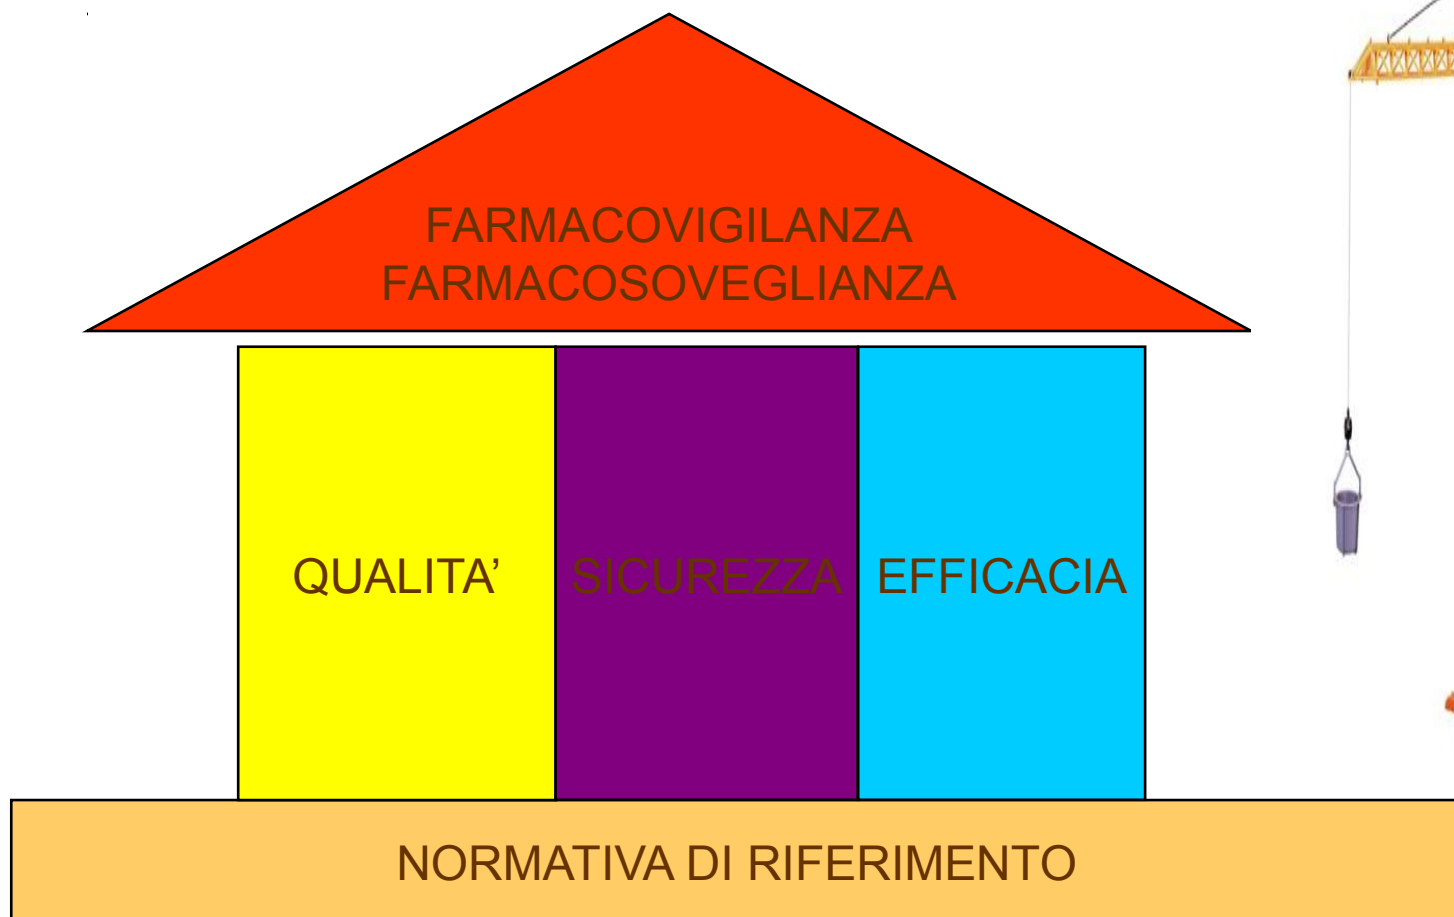 FARMACOVIGILANZA
FARMACOSOVEGLIANZA
QUALITA’
SICUREZZA
EFFICACIA
NORMATIVA DI RIFERIMENTO